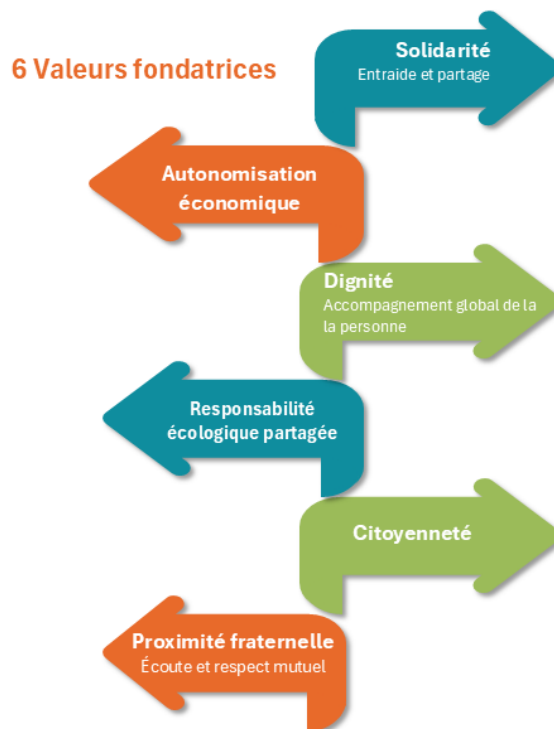 6 Valeurs fondatrices
Solidarité
Entraide et partage
Autonomisation
économique
Dignité
Accompagnement global de la
la personne
Responsabilité
écologique partagée
Citoyenneté
Proximité fraternelle
Écoute et respect mutuel